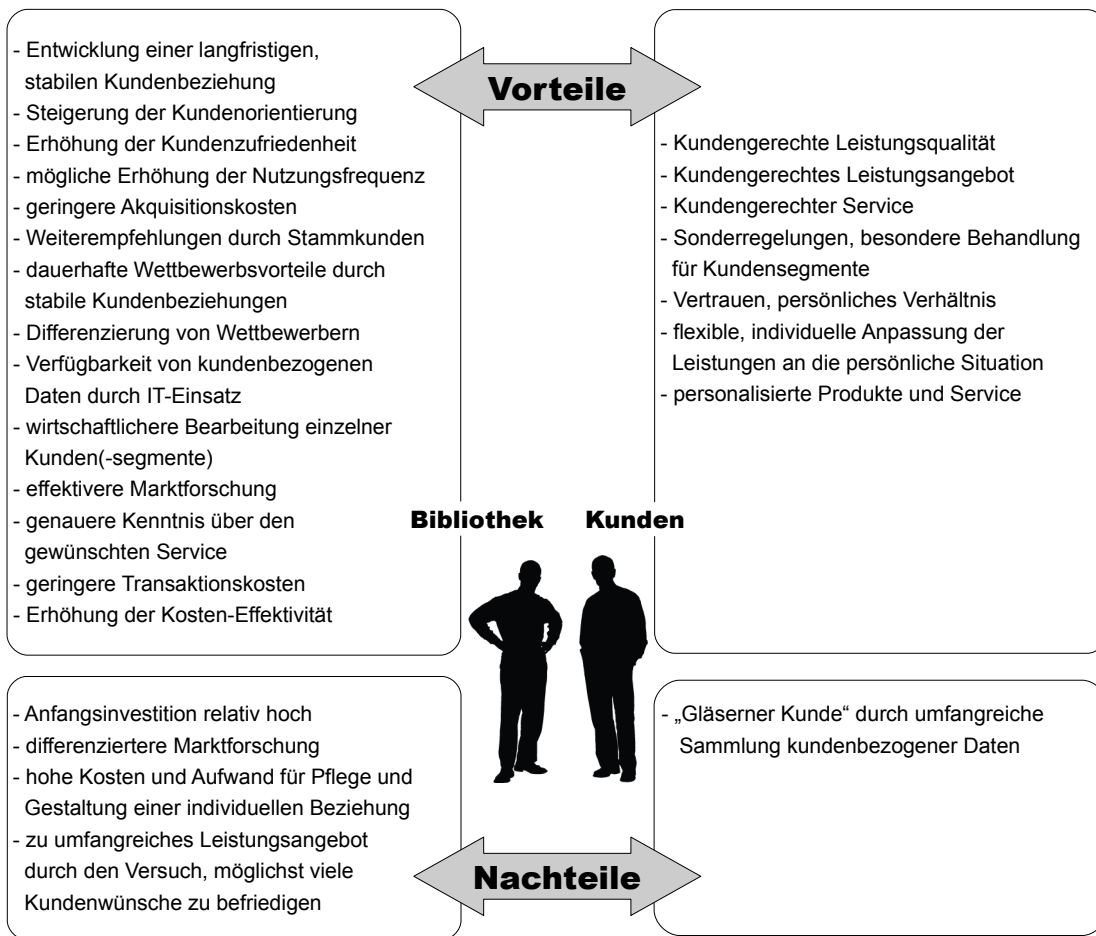 - Entwicklung einer langfristigen,
stabilen Kundenbeziehung
- Steigerung der Kundenorientierung
- Erhöhung der Kundenzufriedenheit
- mögliche Erhöhung der Nutzungsfrequenz
- geringere Akquisitionskosten
- Weiterempfehlungen durch Stammkunden
- dauerhafte Wettbewerbsvorteile durch
stabile Kundenbeziehungen
- Differenzierung von Wettbewerbern
- Verfügbarkeit von kundenbezogenen
Daten durch IT-Einsatz
- wirtschaftlichere Bearbeitung einzelner
Kunden(-segmente)
- effektivere Marktforschung
- genauere Kenntnis über den
gewünschten Service
- geringere Transaktionskosten
- Erhöhung der Kosten-Effektivität
Vorteile
- Kundengerechte Leistungsqualität
- Kundengerechtes Leistungsangebot
- Kundengerechter Service
- Sonderregelungen, besondere Behandlung
für Kundensegmente
- Vertrauen, persönliches Verhältnis
- flexible, individuelle Anpassung der
Leistungen an die persönliche Situation
- personalisierte Produkte und Service
Bibliothek Kunden
- Anfangsinvestition relativ hoch
- differenziertere Marktforschung
- hohe Kosten und Aufwand für Pflege und
Gestaltung einer individuellen Beziehung
- zu umfangreiches Leistungsangebot
durch den Versuch, möglichst viele
Kundenwünsche zu befriedigen
Nachteile
- „Gläserner Kunde“ durch umfangreiche
Sammlung kundenbezogener Daten